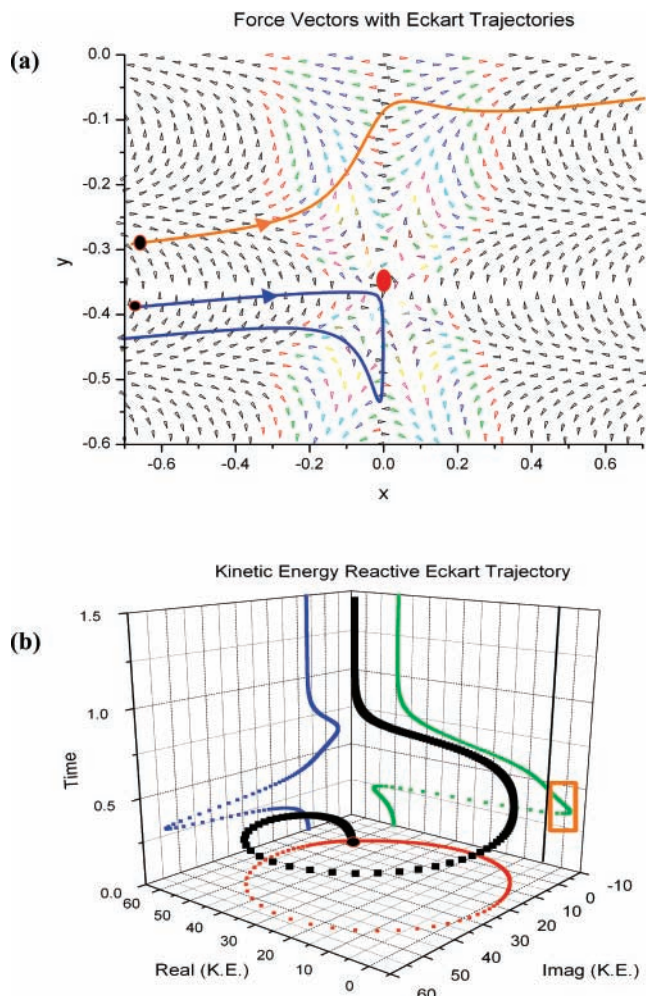 Force Vectors with Eckart Trajectories
(a)
0.0
-0.1
-0.2
-0.3
-0.4
-0.5
-0.6
y
-0.6 -0.4 -0.2 0.0 0.2 0.4 0.6
x
Kinetic Energy Reactive Eckart Trajectory
(b)
1.5
1.0
0.5
0.0
Time
60 50 40 30 20 10 0
Real (K.E.)
-10 0 10 20 30 40 50 60
Imag (K.E.)